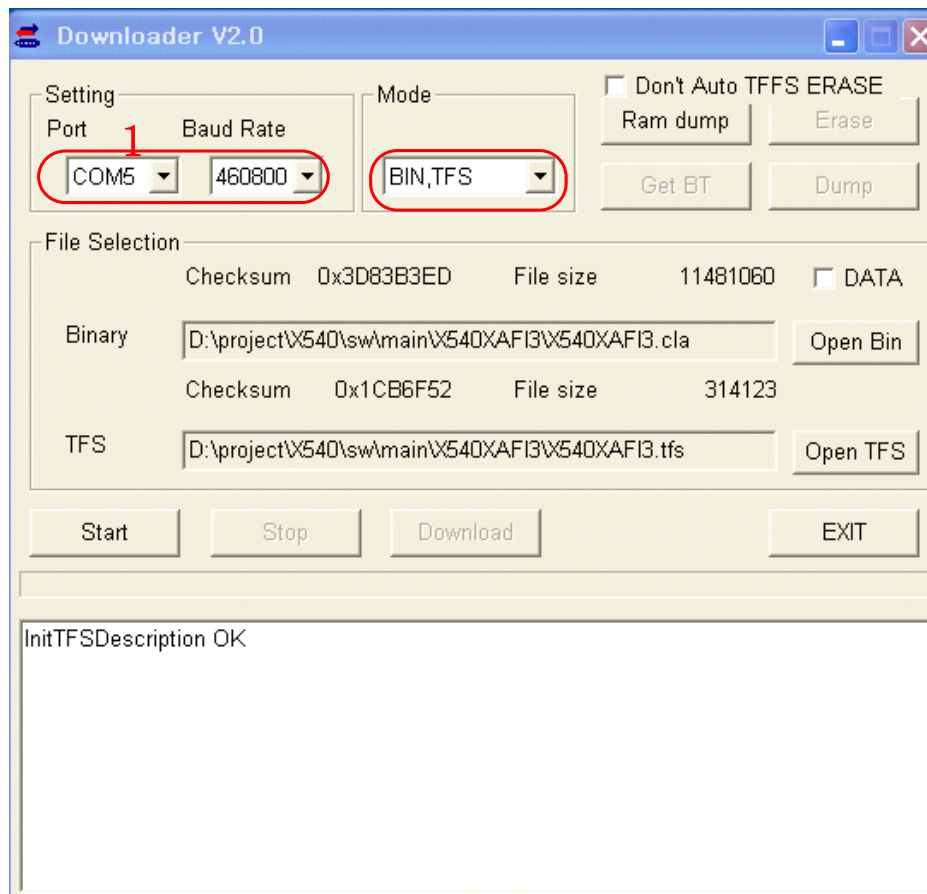 Downloader V2.0
Setting
Mode
Don't Auto TFFS ERASE
Port
1
Baud Rate
Ram dump
Erase
COM5
460800
BIN,TFS
Get BT
Dump
File Selection
Checksum 0x3D83B3ED File size 11481060 DATA
Binary D:\project\X540\sw\main\X540XAFI3\X540XAFI3.cla Open Bin
Checksum 0x1CB6F52 File size 314123
TFS D:\project\X540\sw\main\X540XAFI3\X540XAFI3.tfs Open TFS
Start Stop Download EXIT
InitTFSDescription OK